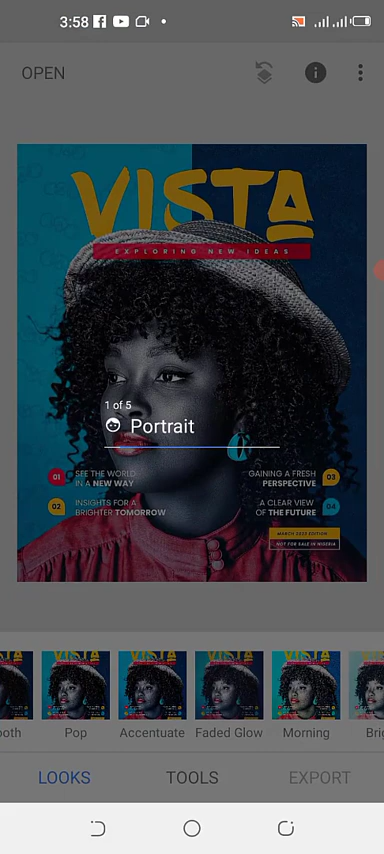 3:58
OPEN
VISTA
EXPLORING NEW IDEAS
1 of 5
Portrait
01 SEE THE WORLD
IN A NEW WAY
02 INSIGHTS FOR A
BRIGHTER TOMORROW
GAINING A FRESH 03
PERSPECTIVE
A CLEAR VIEW 04
OF THE FUTURE
MARCH 2023 EDITION
NOT FOR SALE IN NIGERIA
ooth Pop Accentuate Faded Glow Morning Bri
LOOKS TOOLS EXPORT